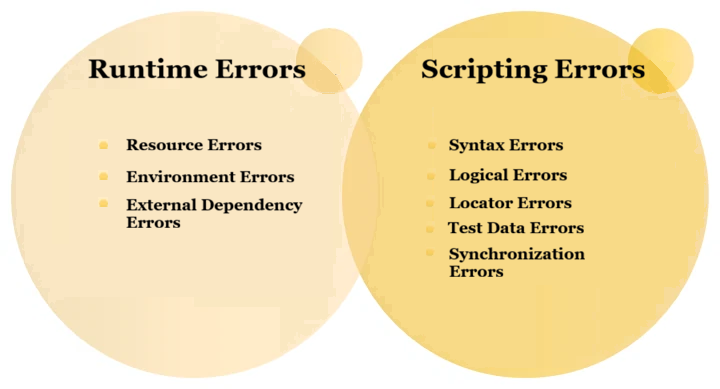 Runtime Errors
Resource Errors
Environment Errors
External Dependency
Errors
Scripting Errors
Syntax Errors
Logical Errors
Locator Errors
Test Data Errors
Synchronization
Errors